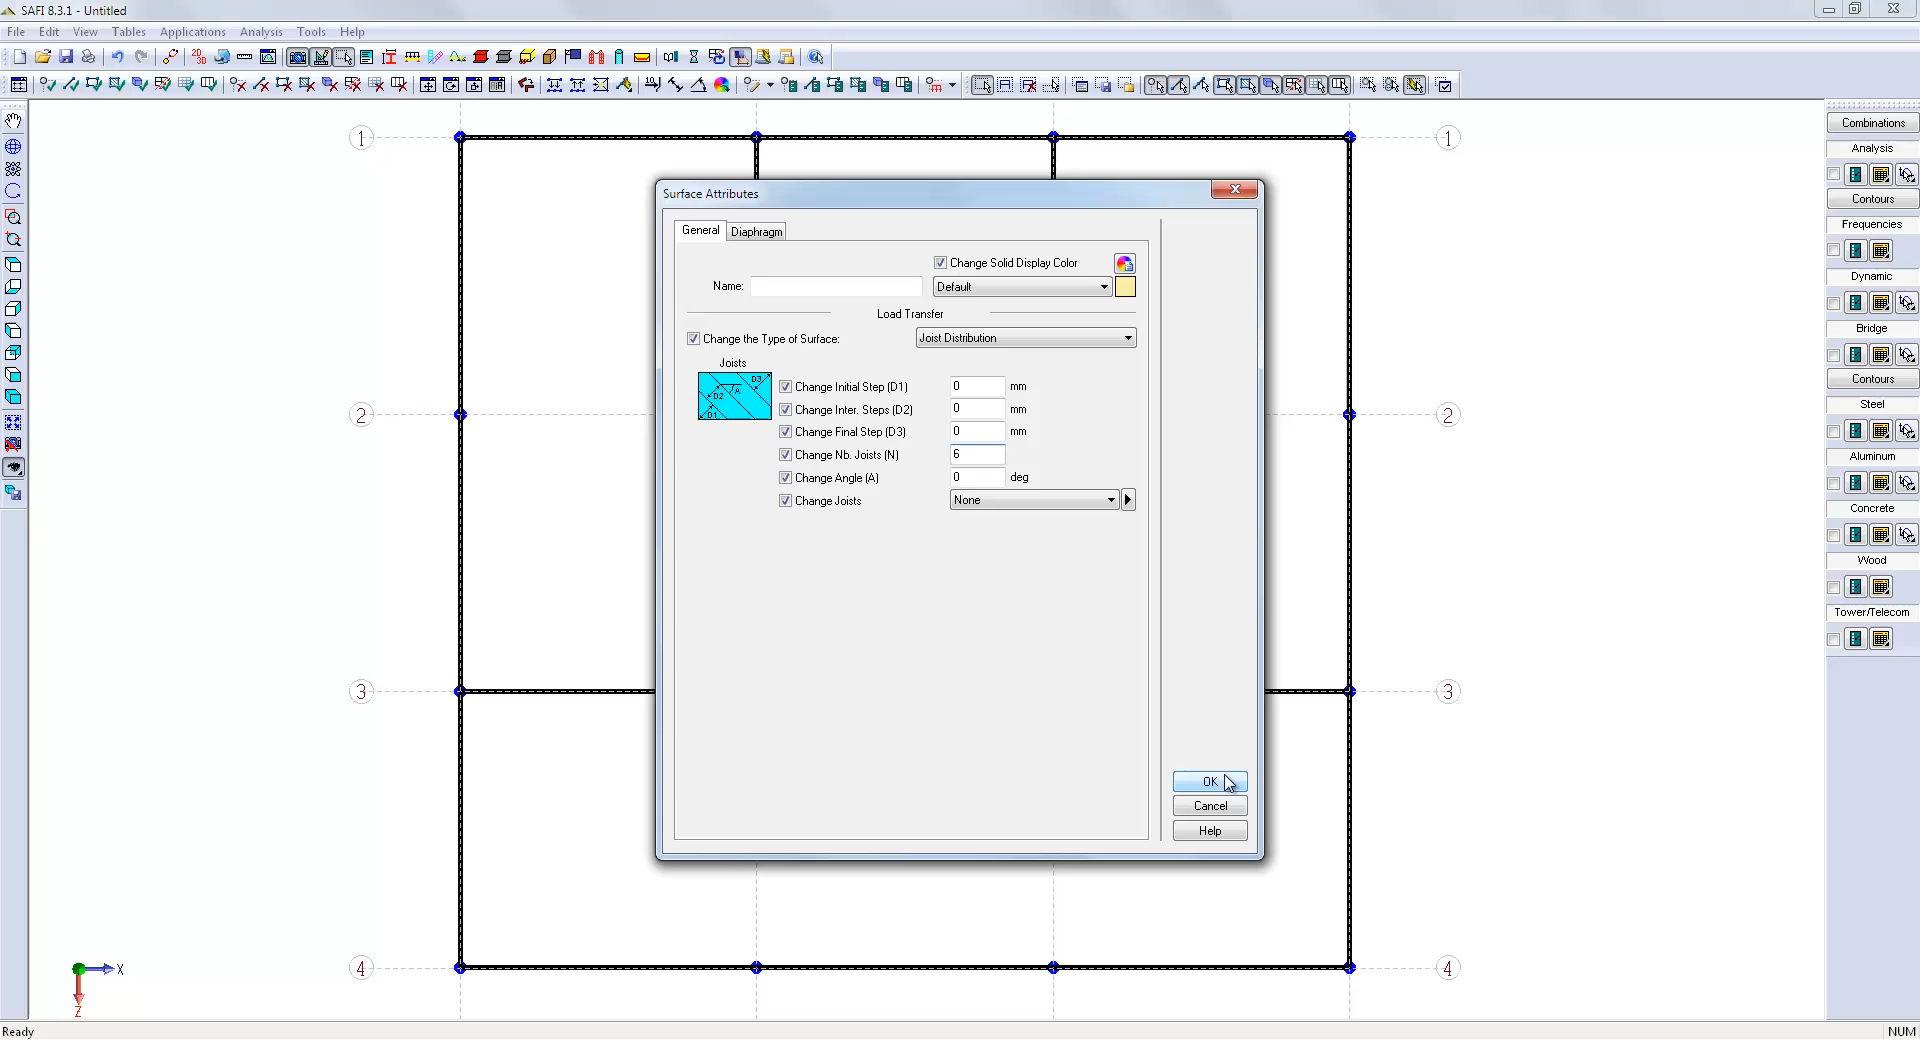 SAFI 8.3.1 - Untitled
File Edit View Tables Applications Analysis Tools Help
Combinations
Analysis
Contours
Frequencies
Dynamic
Bridge
Contours
Steel
Aluminum
Concrete
Wood
Tower/Telecom
1 1
2 2
3 3
4 4
Surface Attributes
General Diaphragm
Change Solid Display Color
Name: Default
Load Transfer
Change the Type of Surface: Joist Distribution
Joists
D3
A
D2
D1
Change Initial Step (D1) 0 mm
Change Inter. Steps (D2) 0 mm
Change Final Step (D3) 0 mm
Change Nb. Joists (N) 6
Change Angle (A) 0 deg
Change Joists None
OK
Cancel
Help
X
Z
Ready NUM